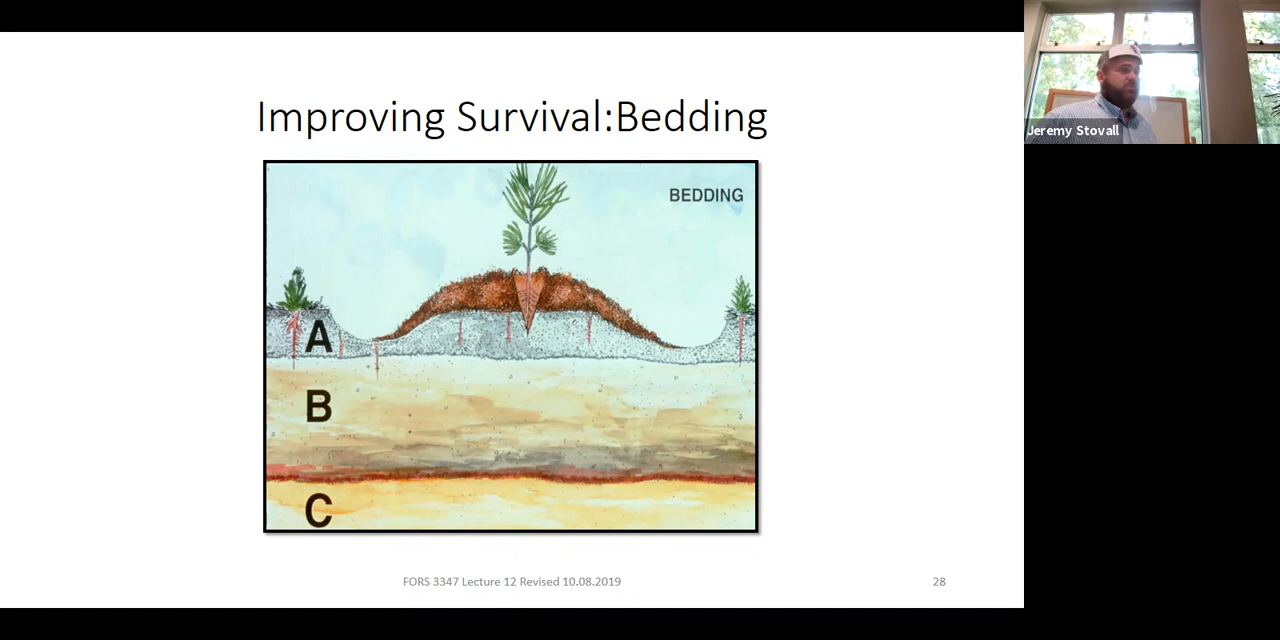 Improving Survival:Bedding
BEDDING
A
B
C
FORS 3347 Lecture 12 Revised 10.08.2019
28
Jeremy Stovall